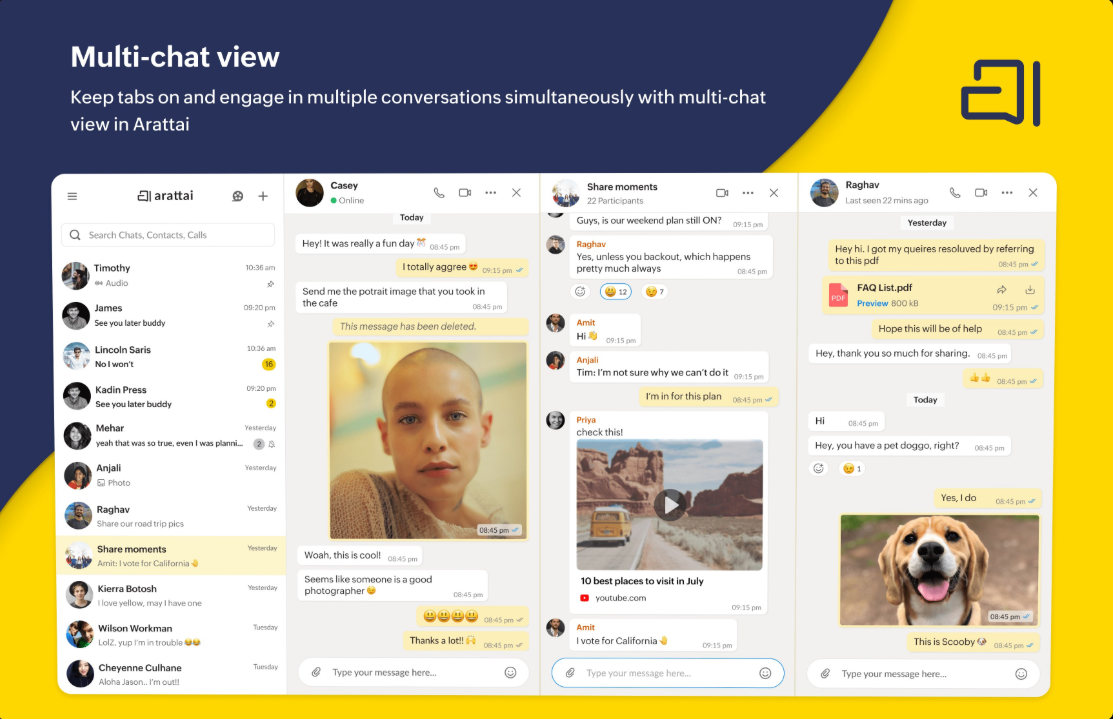 Multi-chat view
Keep tabs on and engage in multiple conversations simultaneously with multi-chat
view in Arattai
arattai
Search Chats, Contacts, Calls
Timothy
10:36 am
Audio
James
09:20 pm
See you later buddy
Lincoln Saris
10:36 am
No I won't
16
Kadin Press
09:20 pm
See you later buddy
2
Mehar
Yesterday
yeah that was so true, even I was planni...
2
Anjali
Yesterday
Photo
Raghav
Yesterday
Share our road trip pics
Share moments
Yesterday
Amit: I vote for California🤚
Kierra Botosh
Yesterday
I love yellow, may I have one
Wilson Workman
Tuesday
LolZ, yup I'm in trouble 😂😂
Cheyenne Culhane
Tuesday
Aloha Jason.. I'm out!!
Casey
Online
Today
Hey! It was really a fun day 🎊 08:45 pm
I totally aggree 😍 09:15 pm
Send me the potrait image that you took in
the cafe
08:45 pm
This message has been deleted.
08:45 pm
Woah, this is cool! 08:45 pm
Seems like someone is a good
photographer 😊
08:45 pm
😃😃😃😃 08:45 pm
Thanks a lot!! 🙌 08:45 pm
Type your message here...
Share moments
22 Participants
Guys, is our weekend plan still ON?
09:15 pm
Raghav
Yes, unless you backout, which happens
pretty much always
08:45 pm
😃 12
😉 7
Amit
Hi👋 09:15 pm
Anjali
Tim: I'm not sure why we can't do it 09:15 pm
I'm in for this plan 08:45 pm
Priya
check this!
10 best places to visit in July
youtube.com
09:15 pm
Amit
I vote for California🤚
09:15 pm
Type your message here...
Raghav
Last seen 22 mins ago
Yesterday
Hey hi. I got my queires resoluved by referring
to this pdf
08:45 pm
PDF
FAQ List.pdf
Preview 800 kB
09:15 pm
Hope this will be of help 08:45 pm
Hey, thank you so much for sharing. 08:45 pm
👍👍 08:45 pm
Today
Hi 08:45 pm
Hey, you have a pet doggo, right? 08:45 pm
😉 1
Yes, I do 08:45 pm
08:45 pm
This is Scooby 🐶 08:45 pm
Type your message here...